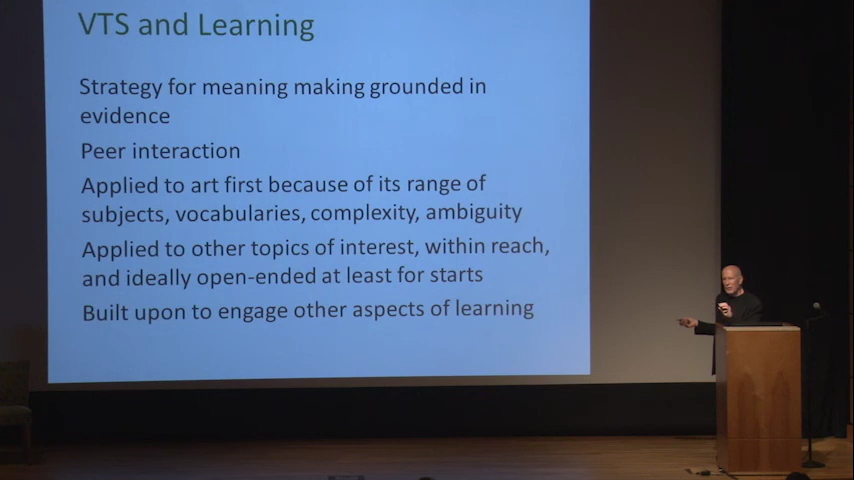 VTS and Learning
Strategy for meaning making grounded in
evidence
Peer interaction
Applied to art first because of its range of
subjects, vocabularies, complexity, ambiguity
Applied to other topics of interest, within reach,
and ideally open-ended at least for starts
Built upon to engage other aspects of learning